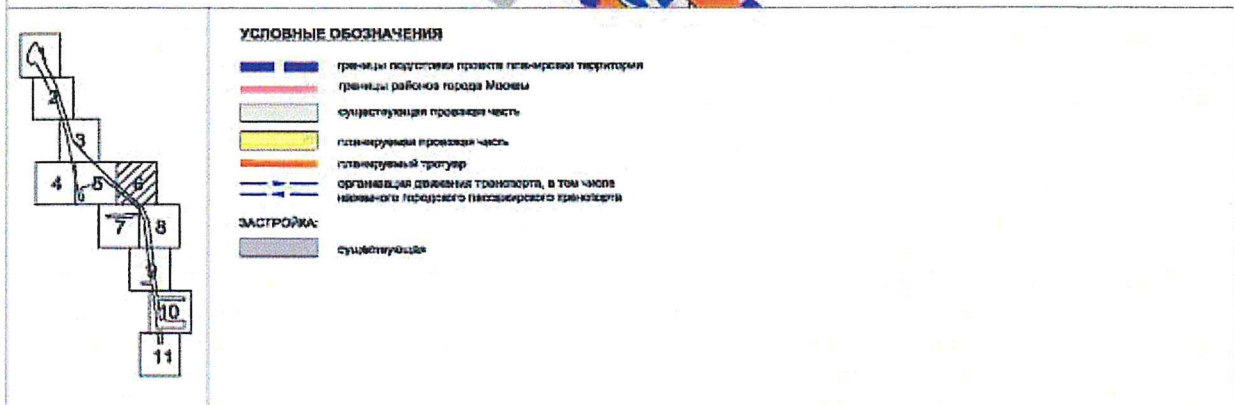 УСЛОВНЫЕ ОБОЗНАЧЕНИЯ
границы подготовки проекта планировки территории
границы районов города Москвы
существующая проезжая часть
планируемая проезжая часть
планируемый тротуар
организация движения транспорта, в том числе
наземного городского пассажирского транспорта
ЗАСТРОЙКА:
существующая
1
2
3
4 5 6
7 8
9
10
11